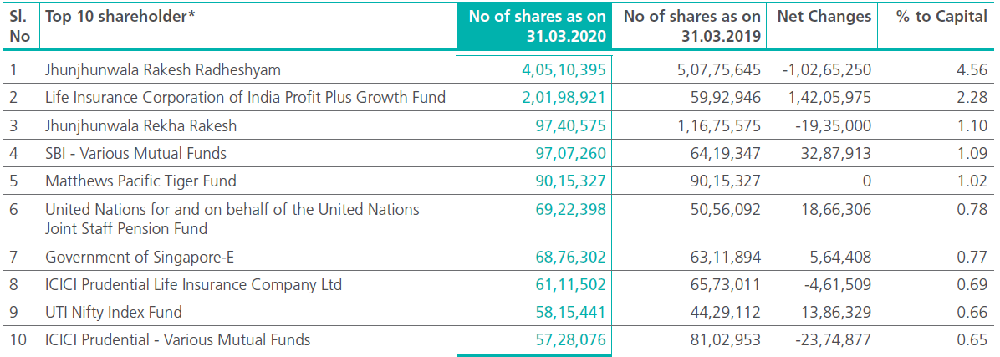 Sl. No Top 10 shareholder* No of shares as on 31.03.2020 No of shares as on 31.03.2019 Net Changes % to Capital
1 Jhunjhunwala Rakesh Radheshyam 4,05,10,395 5,07,75,645 -1,02,65,250 4.56
2 Life Insurance Corporation of India Profit Plus Growth Fund 2,01,98,921 59,92,946 1,42,05,975 2.28
3 Jhunjhunwala Rekha Rakesh 97,40,575 1,16,75,575 -19,35,000 1.10
4 SBI - Various Mutual Funds 97,07,260 64,19,347 32,87,913 1.09
5 Matthews Pacific Tiger Fund 90,15,327 90,15,327 0 1.02
6 United Nations for and on behalf of the United Nations 69,22,398 50,56,092 18,66,306 0.78
Joint Staff Pension Fund
7 Government of Singapore-E 68,76,302 63,11,894 5,64,408 0.77
8 ICICI Prudential Life Insurance Company Ltd 61,11,502 65,73,011 -4,61,509 0.69
9 UTI Nifty Index Fund 58,15,441 44,29,112 13,86,329 0.66
10 ICICI Prudential - Various Mutual Funds 57,28,076 81,02,953 -23,74,877 0.65